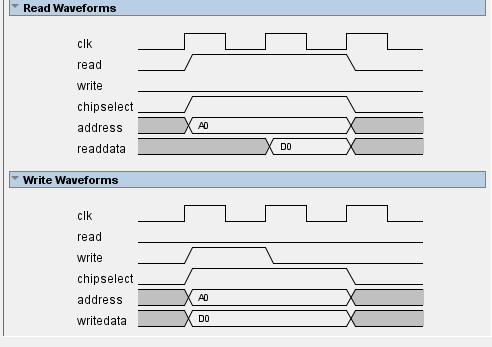 Read Waveforms
clk
read
write
chipselect
address A0
readdata D0
Write Waveforms
clk
read
write
chipselect
address A0
writedata D0